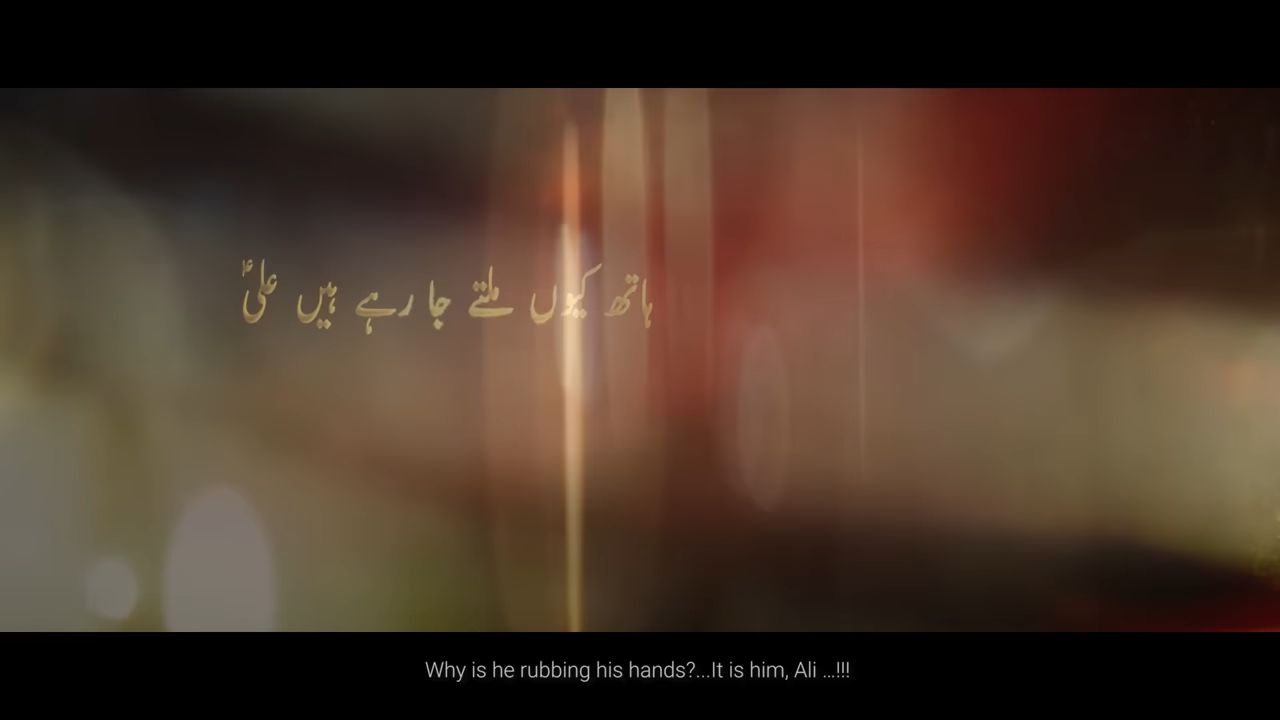 ہاتھ کیوں ملتے جا رہے ہیں علیؑ
Why is he rubbing his hands?...It is him, Ali ...!!!